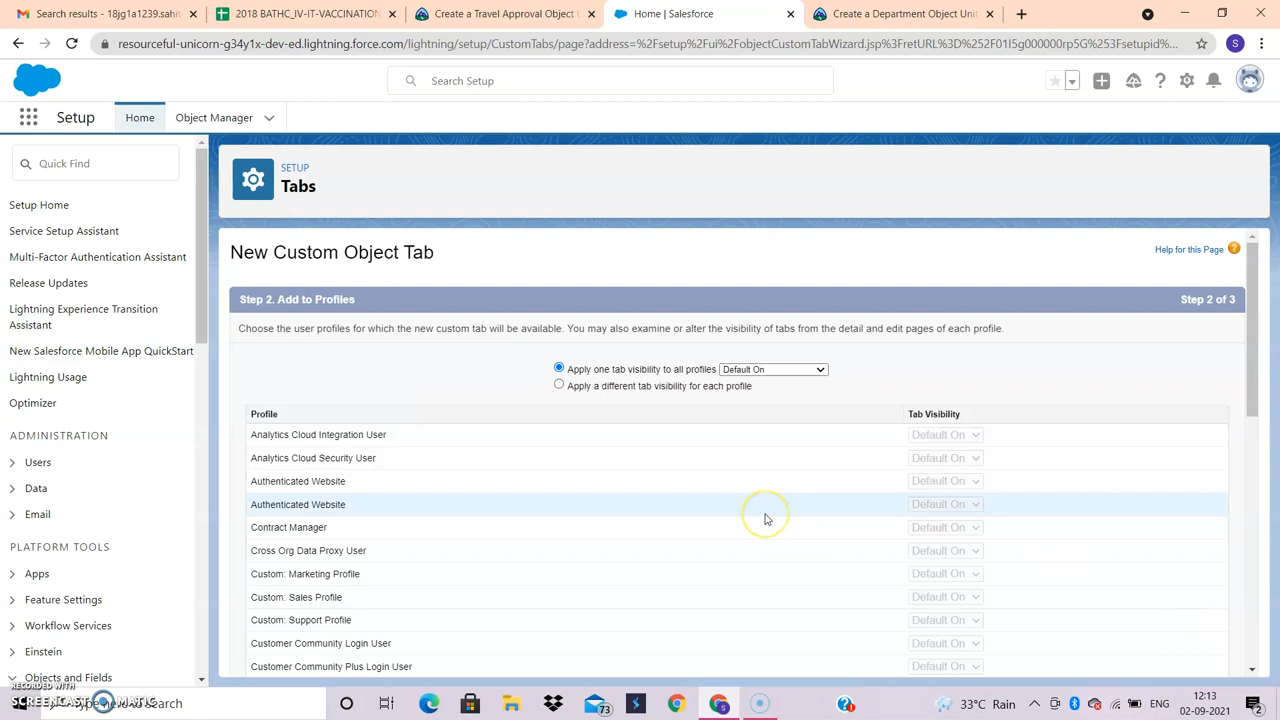 Search results - 18jg1a1239.sahit
2018 BATHC_IV-IT-VACCINATION
Create a Travel Approval Object
Home | Salesforce
Create a Department Object Unit
resourceful-unicorn-g34y1x-dev-ed.lightning.force.com/lightning/setup/CustomTabs/page?address=%2Fsetup%2Fui%2FobjectCustomTabWizard.jsp%3FretURL%3D%252F01I5g000000rp5G%253Fsetupid%...
S
Search Setup
Setup
Home
Object Manager
Quick Find
SETUP
Tabs
Setup Home
Service Setup Assistant
Multi-Factor Authentication Assistant
Release Updates
Lightning Experience Transition
Assistant
New Salesforce Mobile App QuickStart
Lightning Usage
Optimizer
ADMINISTRATION
Users
Data
Email
PLATFORM TOOLS
Apps
Feature Settings
Workflow Services
Einstein
Objects and Fields
New Custom Object Tab
Help for this Page
Step 2. Add to Profiles
Step 2 of 3
Choose the user profiles for which the new custom tab will be available. You may also examine or alter the visibility of tabs from the detail and edit pages of each profile.
Apply one tab visibility to all profiles Default On
Apply a different tab visibility for each profile
Profile Tab Visibility
Analytics Cloud Integration User Default On
Analytics Cloud Security User Default On
Authenticated Website Default On
Authenticated Website Default On
Contract Manager Default On
Cross Org Data Proxy User Default On
Custom: Marketing Profile Default On
Custom: Sales Profile Default On
Custom: Support Profile Default On
Customer Community Login User Default On
Customer Community Plus Login User Default On
RECORDED WITH
SCREENCAST MATIC
here to search
73
33°C Rain
12:13
02-09-2021
2